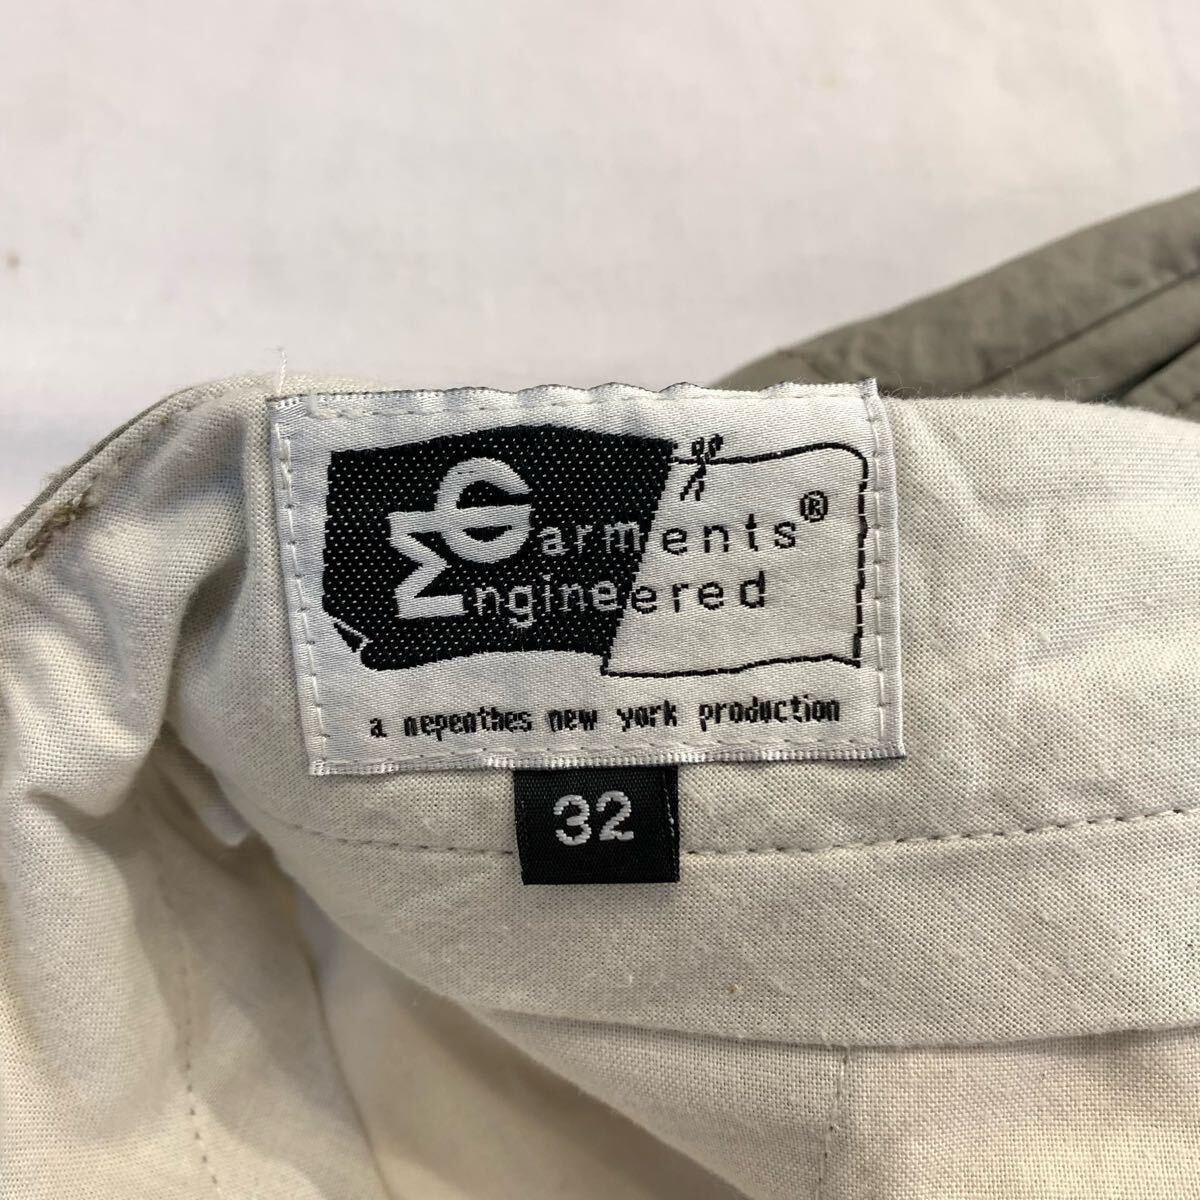 Garments®
Engineered
a nepenthes new york production
32